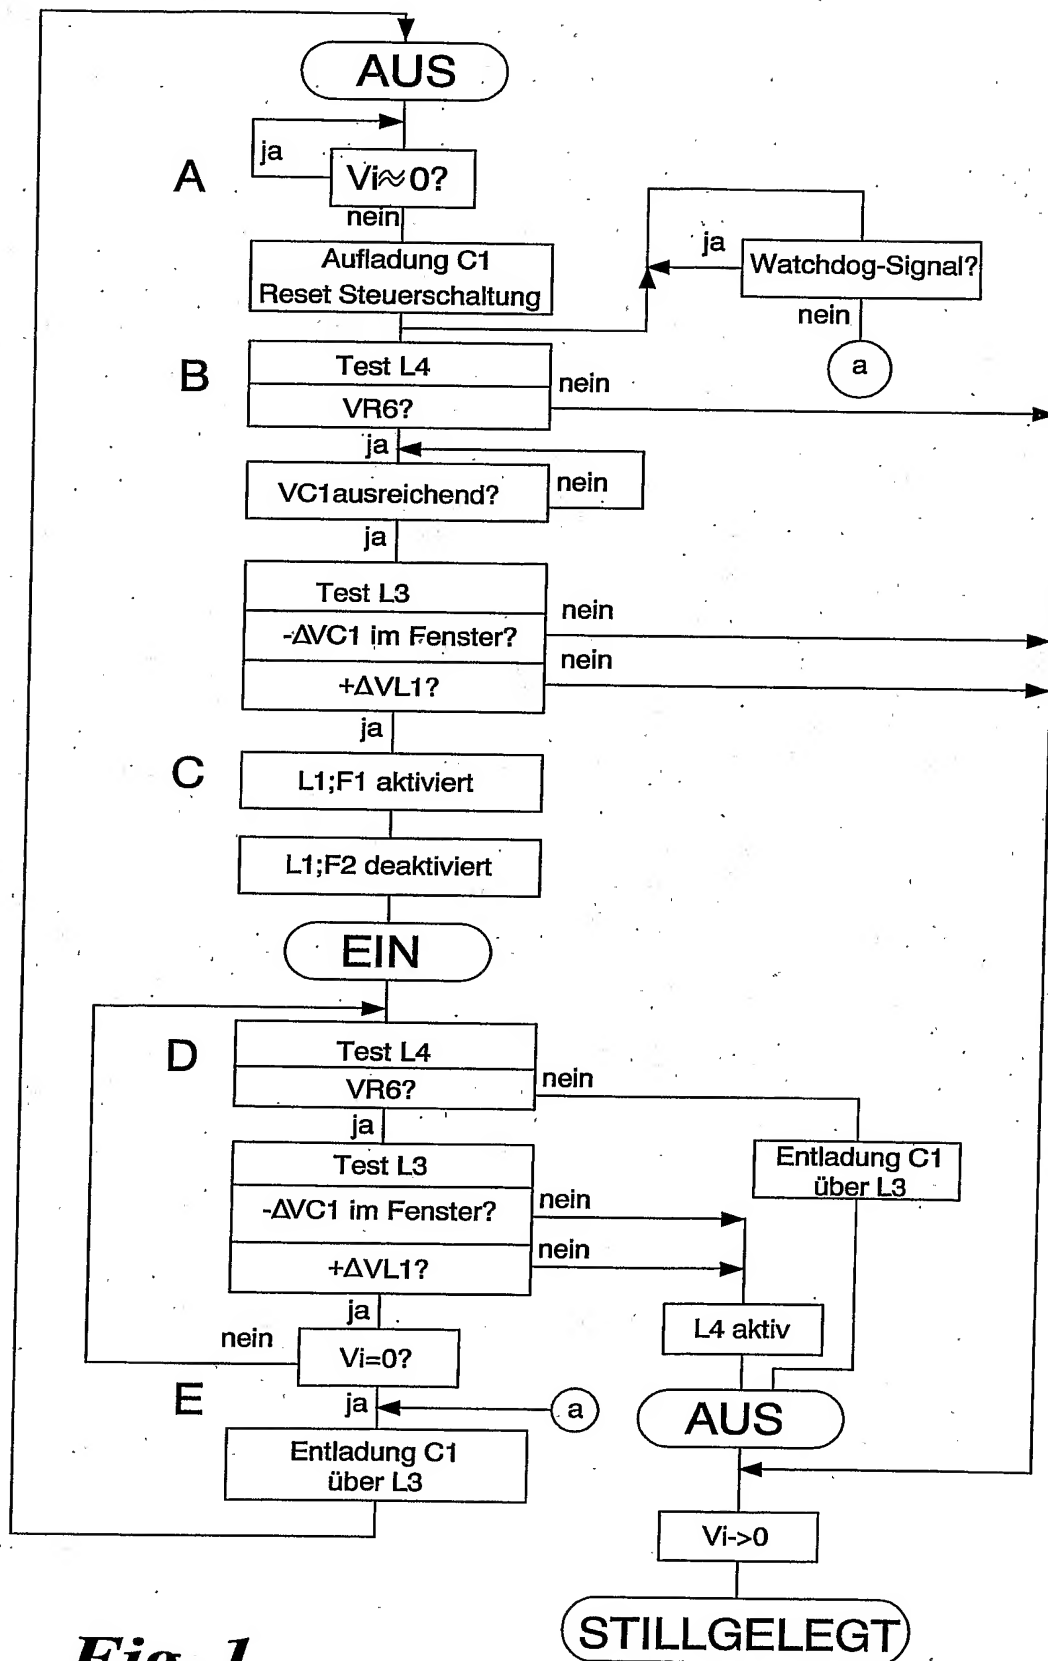 AUS
ja
A
Vi≈0?
nein
Aufladung C1
Reset Steuerschaltung
ja
Watchdog-Signal?
nein
a
B
Test L4
nein
VR6?
ja
VC1ausreichend?
nein
ja
Test L3
nein
-ΔVC1 im Fenster?
nein
+ΔVL1?
ja
C
L1;F1 aktiviert
L1;F2 deaktiviert
EIN
D
Test L4
VR6?
nein
ja
Test L3
-ΔVC1 im Fenster?
nein
nein
+ΔVL1?
ja
Entladung C1
über L3
L4 aktiv
nein
Vi=0?
E
ja
a
AUS
Entladung C1
über L3
Vi->0
STILLGELEGT
Fig. 1